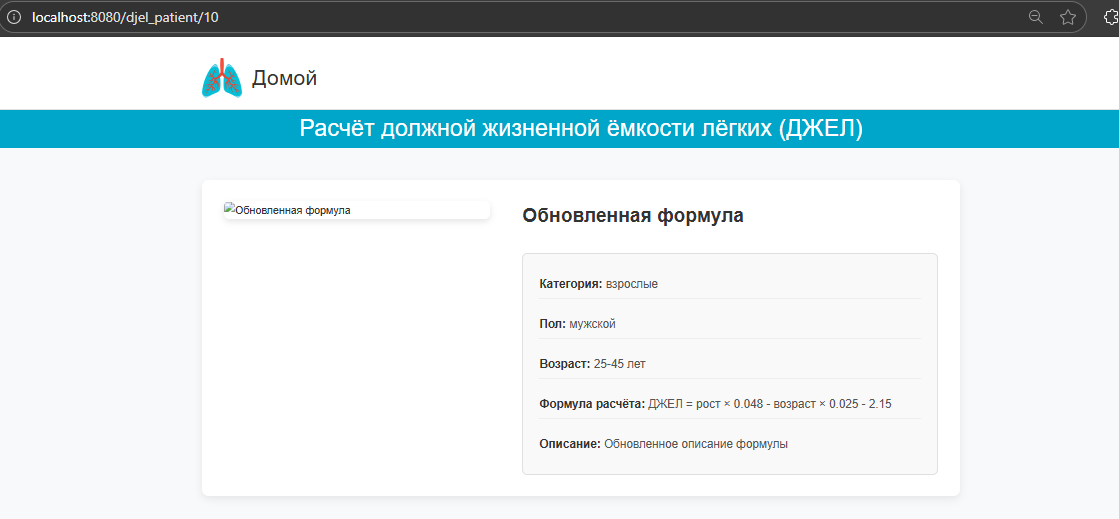 localhost:8080/djel_patient/10
Домой
Расчёт должной жизненной ёмкости лёгких (ДЖЕЛ)
Обновленная формула
Обновленная формула
Категория: взрослые
Пол: мужской
Возраст: 25-45 лет
Формула расчёта: ДЖЕЛ = рост × 0.048 - возраст × 0.025 - 2.15
Описание: Обновленное описание формулы